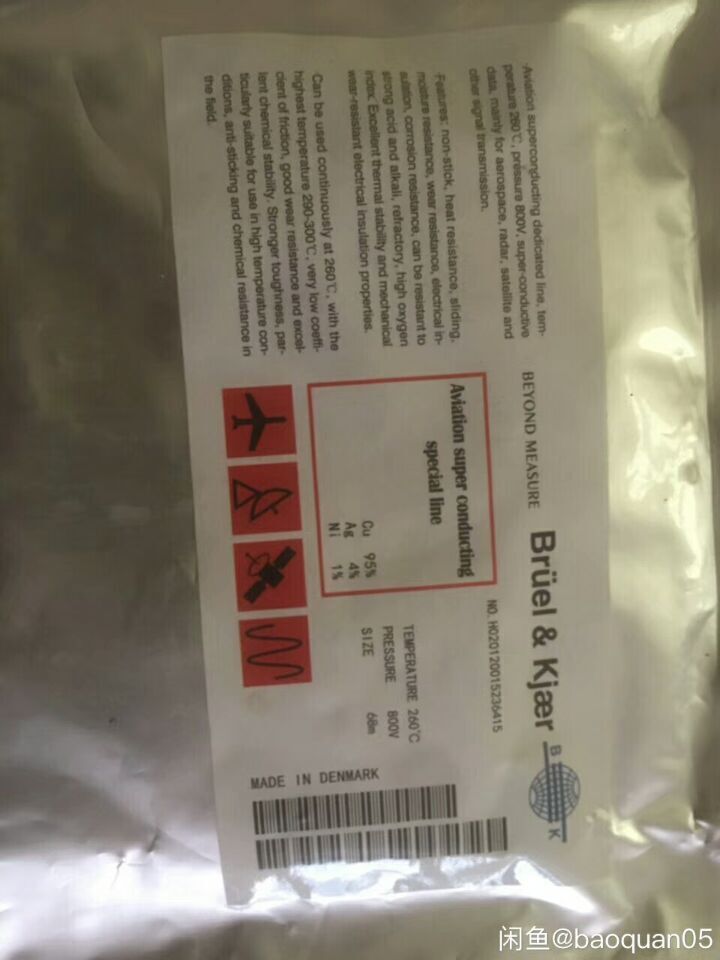 BEYOND MEASURE
Brüel & Kjær
B
K
·Aviation superconducting dedicated line, tem-
perature 260℃, pressure 800V, super-conductive
data, mainly for aerospace, radar, satellite and
other signal transmission.
·Features: non-stick, heat resistance, sliding,
moisture resistance, wear resistance, electrical in-
sulation, corrosion resistance, can be resistant to
strong acid and alkali, refractory, high oxygen
index. Excellent thermal stability and mechanical
wear-resistant electrical insulation properties.
Can be used continuously at 260℃, with the
highest temperature 290-300℃, very low coeffi-
cient of friction, good wear resistance and excel-
lent chemical stability. Stronger toughness, par-
ticularly suitable for use in high temperature con-
ditions, anti-sticking and chemical resistance in
the field.
Aviation super conducting
special line
Cu 95%
Ag 4%
Ni 1%
NO. H020120015236415
TEMPERATURE 260℃
PRESSURE 800V
SIZE 68m
MADE IN DENMARK
闲鱼@baoquan05